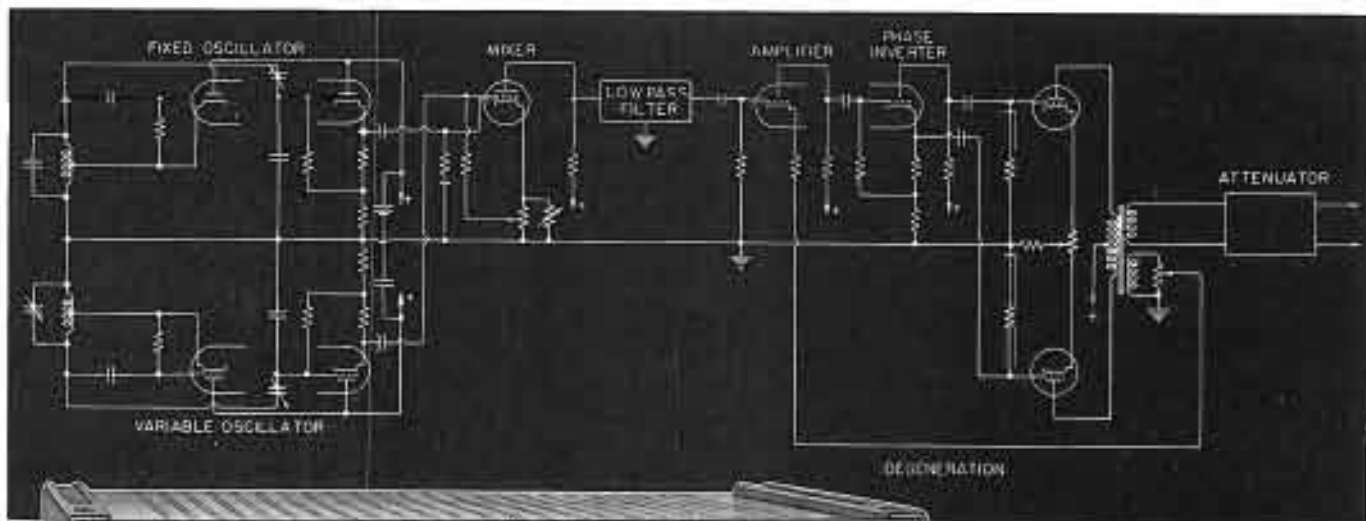 FIXED OSCILLATOR
MIXER
AMPLIFIER
PHASE
INVERTER
LOW PASS
FILTER
ATTENUATOR
VARIABLE OSCILLATOR
DEGENERATION